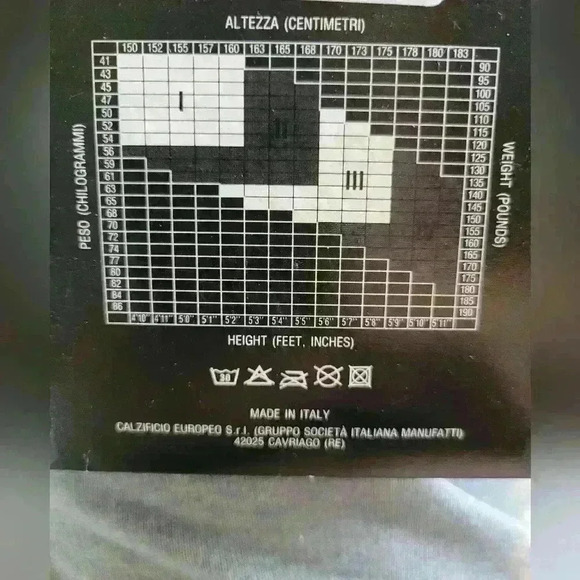 ALTEZZA (CENTIMETRI)
150 152 155 157 160 163 165 168 170 173 175 178 180 183
41 90
43 95
45 100
47 105
50 110
52 115
54 120
56 125
59 130
61 135
63 140
65 145
68 150
70 160
72 165
74 170
77 175
80 180
82 185
84 190
86
I
II
III
PESO (CHILOGRAMMI)
WEIGHT (POUNDS)
4'10" 4'11" 5'0" 5'1" 5'2" 5'3" 5'4" 5'5" 5'6" 5'7" 5'8" 5'9" 5'10" 5'11"
HEIGHT (FEET, INCHES)
30
MADE IN ITALY
CALZIFICIO EUROPEO S.r.l. (GRUPPO SOCIETÀ ITALIANA MANUFATTI)
42025 CAVRIAGO (RE)